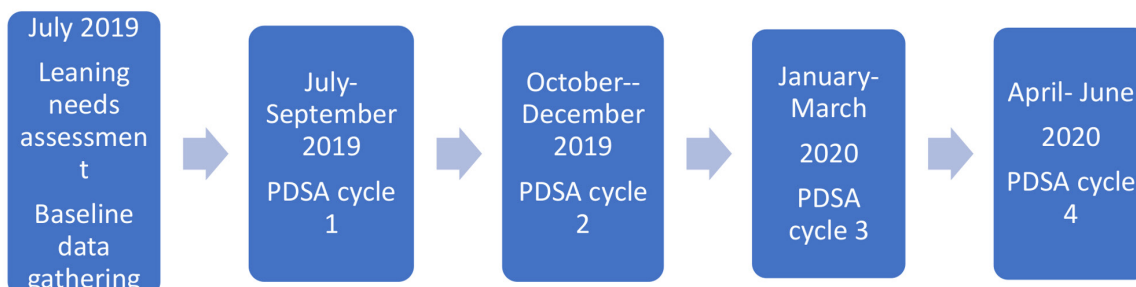 July 2019
Leaning
needs
assessmen
t
Baseline
data
gathering
July-
September
2019
PDSA cycle
1
October--
December
2019
PDSA cycle
2
January-
March
2020
PDSA
cycle 3
April- June
2020
PDSA cycle
4